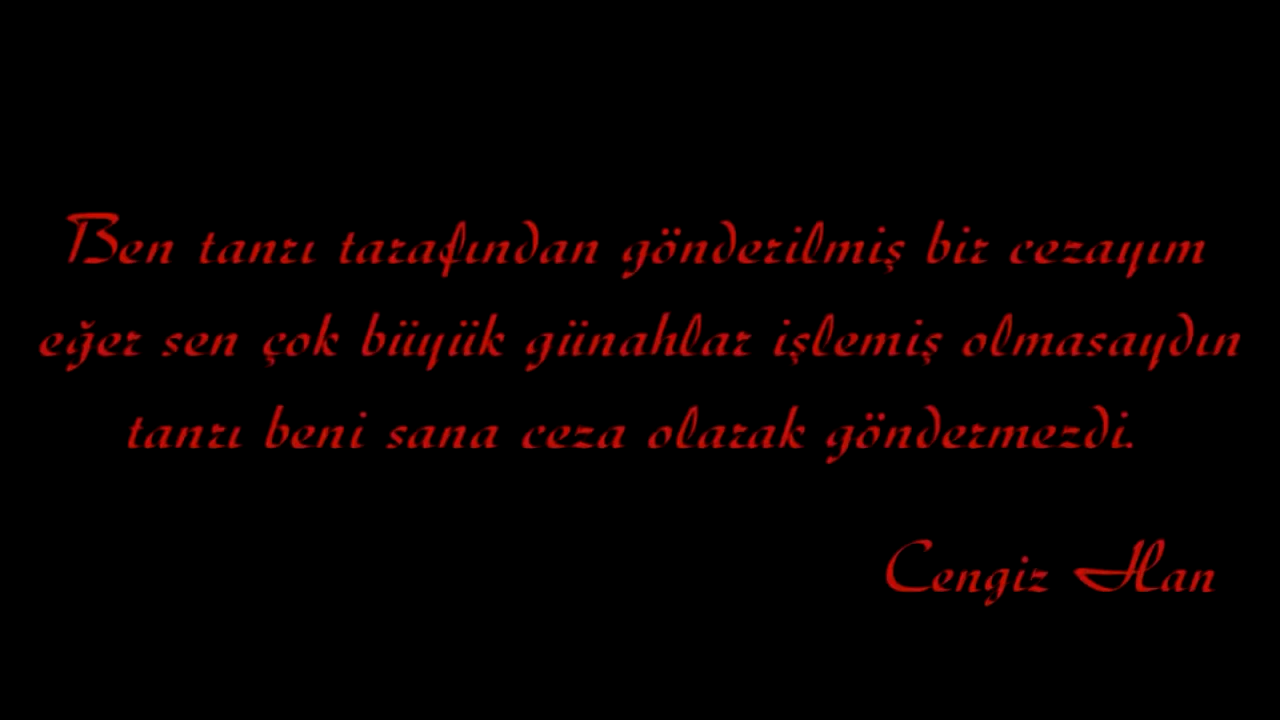 Ben tanrı tarafından gönderilmiş bir cezayım
eğer sen çok büyük günahlar işlemiş olmasaydın
tanrı beni sana ceza olarak göndermezdi.
Cengiz Han